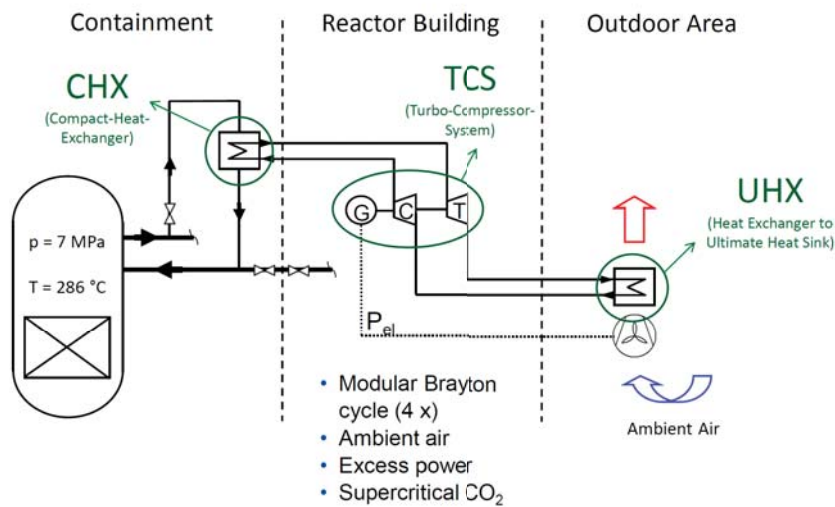 Containment
Reactor Building
Outdoor Area
CHX
(Compact-Heat-
Exchanger)
TCS
(Turbo-Compressor-
System)
G
C
T
UHX
(Heat Exchanger to
Ultimate Heat Sink)
p = 7 MPa
T = 286 °C
Pel
• Modular Brayton
cycle (4 x)
• Ambient air
• Excess power
• Supercritical CO₂
Ambient Air